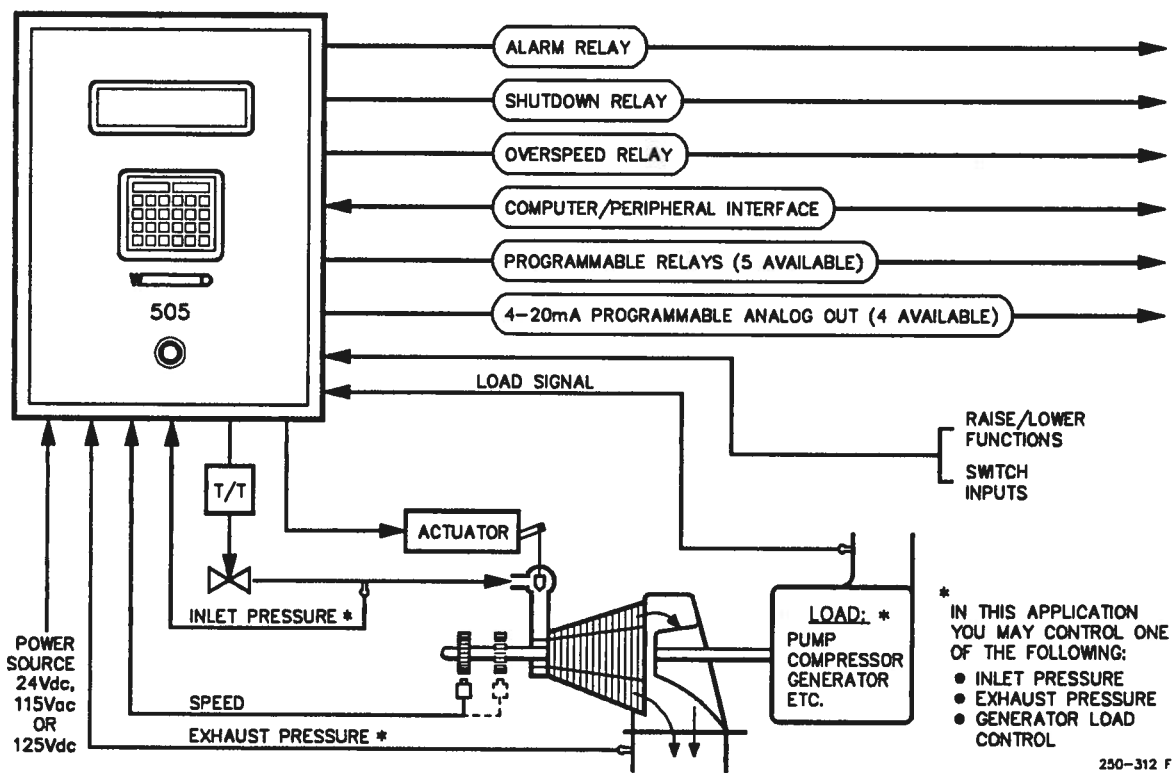 ALARM RELAY
SHUTDOWN RELAY
OVERSPEED RELAY
COMPUTER/PERIPHERAL INTERFACE
PROGRAMMABLE RELAYS (5 AVAILABLE)
505
4-20mA PROGRAMMABLE ANALOG OUT (4 AVAILABLE)
LOAD SIGNAL
RAISE/LOWER
FUNCTIONS
SWITCH
INPUTS
T/T
ACTUATOR
INLET PRESSURE *
POWER
SOURCE
24Vdc,
115Vac
OR
125Vdc
SPEED
EXHAUST PRESSURE *
LOAD: *
PUMP
COMPRESSOR
GENERATOR
ETC.
*
IN THIS APPLICATION
YOU MAY CONTROL ONE
OF THE FOLLOWING:
● INLET PRESSURE
● EXHAUST PRESSURE
● GENERATOR LOAD
CONTROL
250-312 F